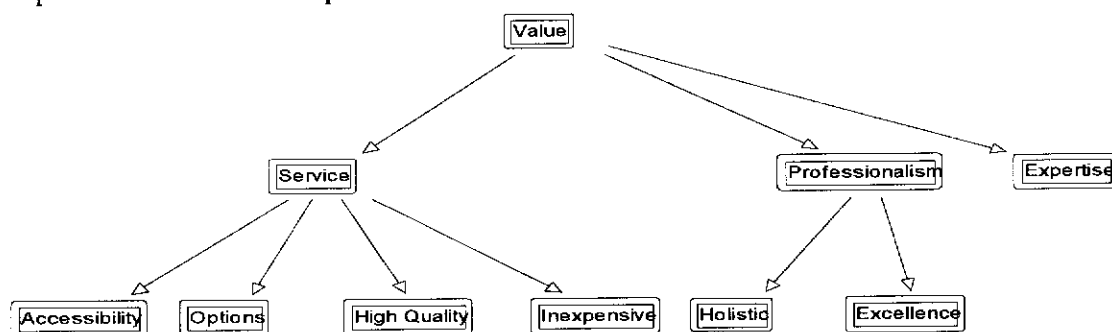 Value
Service
Professionalism
Expertise
Accessibility
Options
High Quality
Inexpensive
Holistic
Excellence